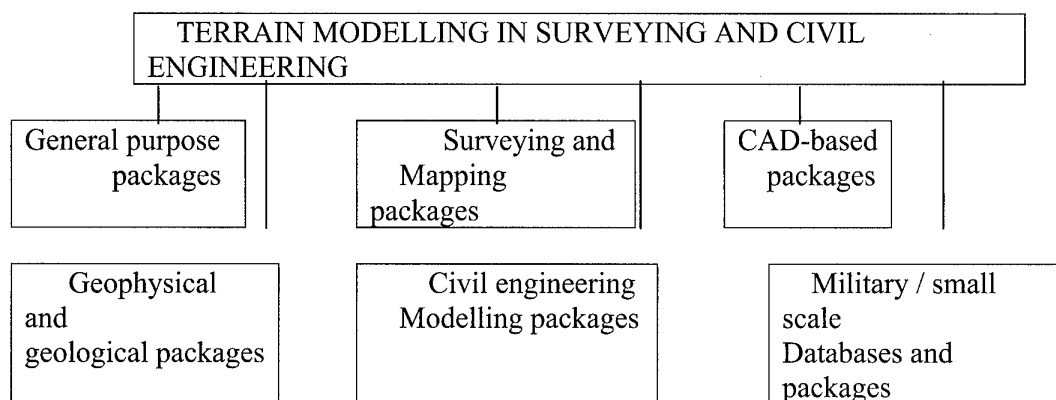 TERRAIN MODELLING IN SURVEYING AND CIVIL
ENGINEERING
General purpose
packages
Surveying and
Mapping
packages
CAD-based
packages
Geophysical
and
geological packages
Civil engineering
Modelling packages
Military / small
scale
Databases and
packages